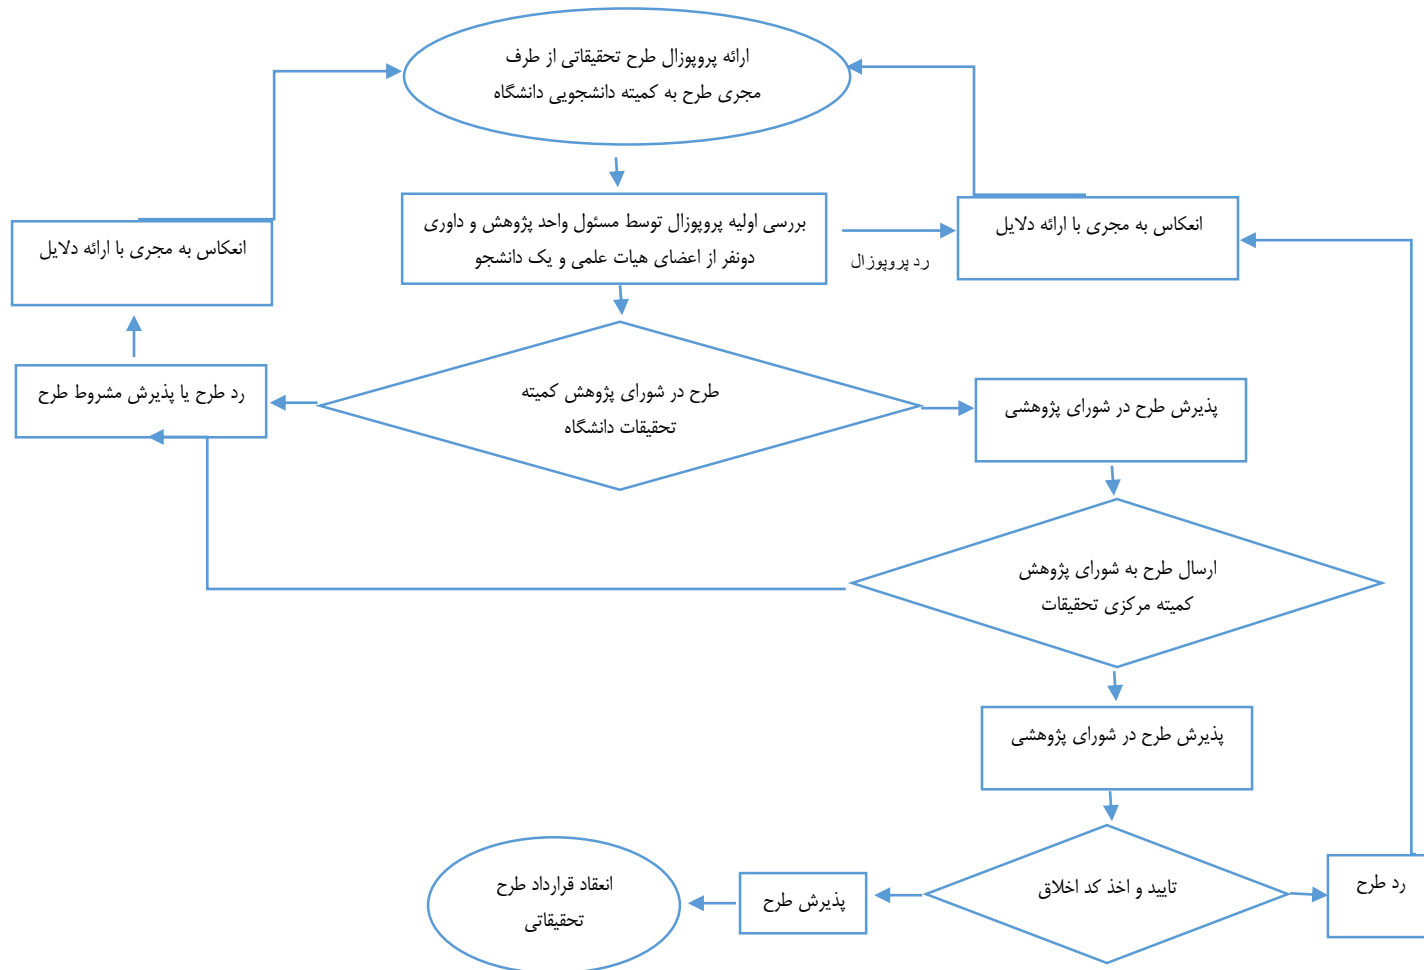 ارائه پروپوزال طرح تحقیقاتی از طرف
مجری طرح به کمیته دانشجویی دانشگاه
بررسی اولیه پروپوزال توسط مسئول واحد پژوهش و داوری
دونفر از اعضای هیات علمی و یک دانشجو
رد پروپوزال
انعکاس به مجری با ارائه دلایل
انعکاس به مجری با ارائه دلایل
طرح در شورای پژوهش کمیته
تحقیقات دانشگاه
رد طرح یا پذیرش مشروط طرح
پذیرش طرح در شورای پژوهشی
ارسال طرح به شورای پژوهش
کمیته مرکزی تحقیقات
پذیرش طرح در شورای پژوهشی
تایید و اخذ کد اخلاق
رد طرح
پذیرش طرح
انعقاد قرارداد طرح
تحقیقاتی